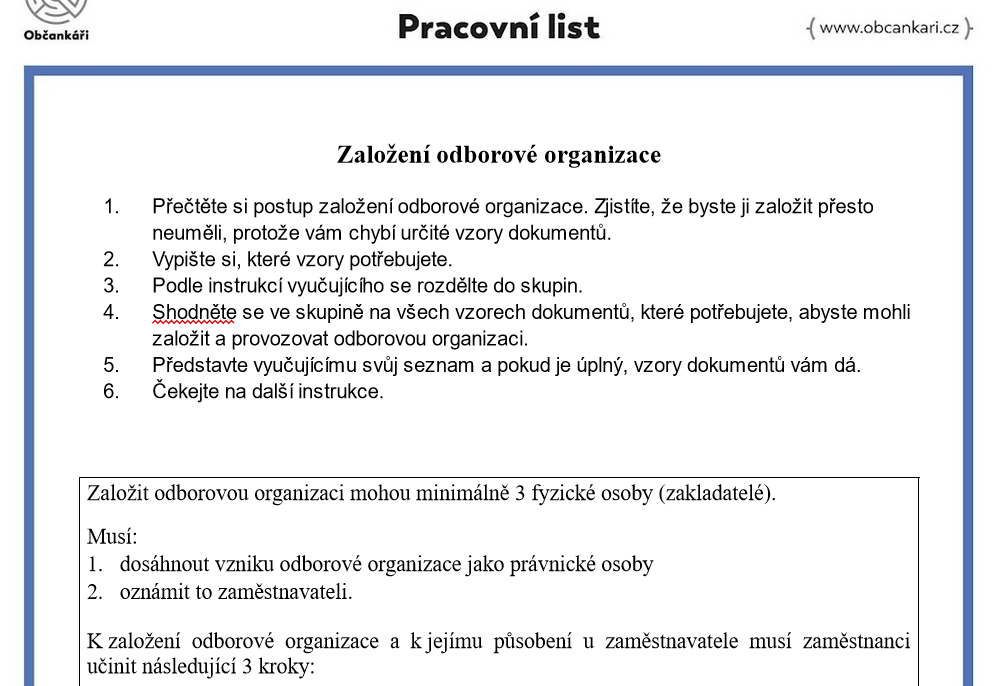 Občankáři
Pracovní list
www.obcankari.cz
Založení odborové organizace
1. Přečtěte si postup založení odborové organizace. Zjistíte, že byste ji založit přesto
neuměli, protože vám chybí určité vzory dokumentů.
2. Vypište si, které vzory potřebujete.
3. Podle instrukcí vyučujícího se rozdělte do skupin.
4. Shodněte se ve skupině na všech vzorech dokumentů, které potřebujete, abyste mohli
založit a provozovat odborovou organizaci.
5. Představte vyučujícímu svůj seznam a pokud je úplný, vzory dokumentů vám dá.
6. Čekejte na další instrukce.
Založit odborovou organizaci mohou minimálně 3 fyzické osoby (zakladatelé).
Musí:
1. dosáhnout vzniku odborové organizace jako právnické osoby
2. oznámit to zaměstnavateli.
K založení odborové organizace a k jejímu působení u zaměstnavatele musí zaměstnanci
učinit následující 3 kroky: